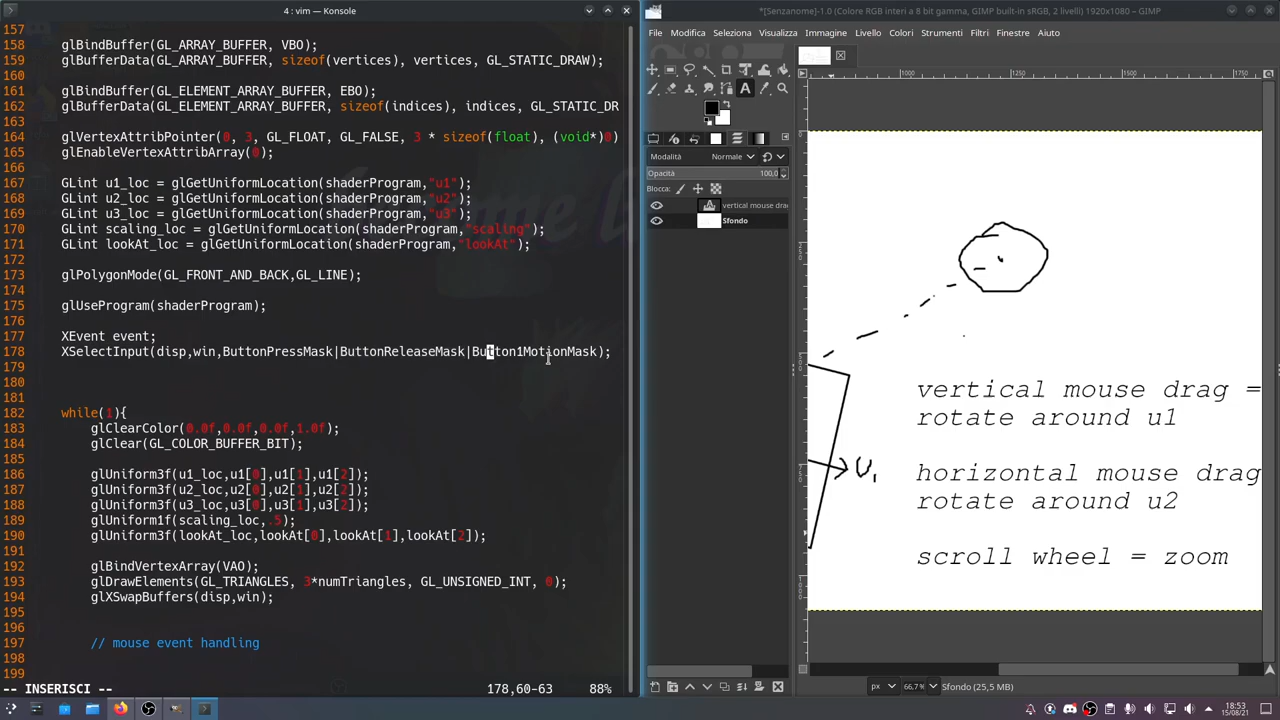 4 : vim — Konsole
157
158 glBindBuffer(GL_ARRAY_BUFFER, VBO);
159 glBufferData(GL_ARRAY_BUFFER, sizeof(vertices), vertices, GL_STATIC_DRAW);
160
161 glBindBuffer(GL_ELEMENT_ARRAY_BUFFER, EBO);
162 glBufferData(GL_ELEMENT_ARRAY_BUFFER, sizeof(indices), indices, GL_STATIC_DR
163
164 glVertexAttribPointer(0, 3, GL_FLOAT, GL_FALSE, 3 * sizeof(float), (void*)0)
165 glEnableVertexAttribArray(0);
166
167 GLint u1_loc = glGetUniformLocation(shaderProgram,"u1");
168 GLint u2_loc = glGetUniformLocation(shaderProgram,"u2");
169 GLint u3_loc = glGetUniformLocation(shaderProgram,"u3");
170 GLint scaling_loc = glGetUniformLocation(shaderProgram,"scaling");
171 GLint lookAt_loc = glGetUniformLocation(shaderProgram,"lookAt");
172
173 glPolygonMode(GL_FRONT_AND_BACK,GL_LINE);
174
175 glUseProgram(shaderProgram);
176
177 XEvent event;
178 XSelectInput(disp,win,ButtonPressMask|ButtonReleaseMask|Button1MotionMask);
179
180
181
182 while(1){
183 glClearColor(0.0f,0.0f,0.0f,1.0f);
184 glClear(GL_COLOR_BUFFER_BIT);
185
186 glUniform3f(u1_loc,u1[0],u1[1],u1[2]);
187 glUniform3f(u2_loc,u2[0],u2[1],u2[2]);
188 glUniform3f(u3_loc,u3[0],u3[1],u3[2]);
189 glUniform1f(scaling_loc,.5);
190 glUniform3f(lookAt_loc,lookAt[0],lookAt[1],lookAt[2]);
191
192 glBindVertexArray(VAO);
193 glDrawElements(GL_TRIANGLES, 3*numTriangles, GL_UNSIGNED_INT, 0);
194 glXSwapBuffers(disp,win);
195
196
197 // mouse event handling
198
199
-- INSERISCI -- 178,60-63 88%
*[Senzanome]-1.0 (Colore RGB interi a 8 bit gamma, GIMP built-in sRGB, 2 livelli) 1920x1080 – GIMP
File Modifica Seleziona Visualizza Immagine Livello Colori Strumenti Filtri Finestre Aiuto
1000 1250 1500 1750
Modalità Normale
Opacità 100,0
Blocca:
vertical mouse drag
Sfondo
vertical mouse drag =
rotate around u1
U1
horizontal mouse drag
rotate around u2
scroll wheel = zoom
px 66,7% Sfondo (25,5 MB)
18:53
15/08/21